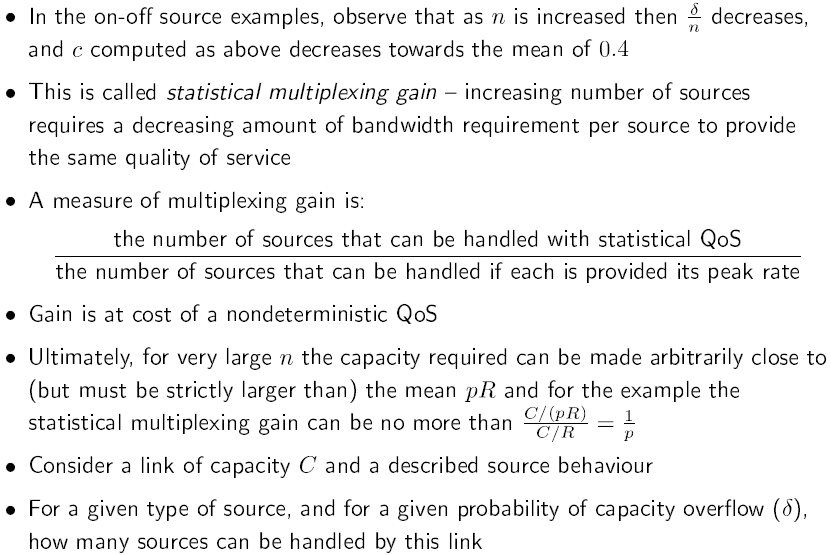 • In the on-off source examples, observe that as n is increased then δ/n decreases,
and c computed as above decreases towards the mean of 0.4
• This is called statistical multiplexing gain – increasing number of sources
requires a decreasing amount of bandwidth requirement per source to provide
the same quality of service
• A measure of multiplexing gain is:
the number of sources that can be handled with statistical QoS
the number of sources that can be handled if each is provided its peak rate
• Gain is at cost of a nondeterministic QoS
• Ultimately, for very large n the capacity required can be made arbitrarily close to
(but must be strictly larger than) the mean pR and for the example the
statistical multiplexing gain can be no more than C/(pR)/C/R = 1/p
• Consider a link of capacity C and a described source behaviour
• For a given type of source, and for a given probability of capacity overflow (δ),
how many sources can be handled by this link